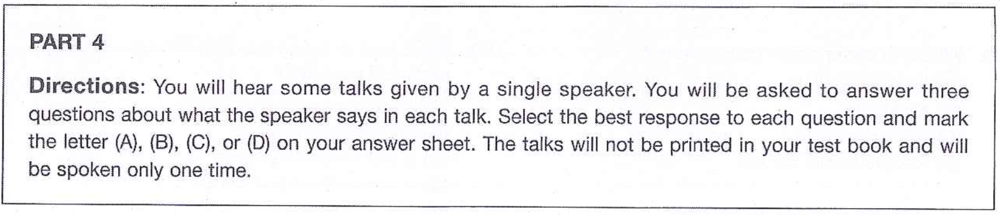 PART 4
Directions: You will hear some talks given by a single speaker. You will be asked to answer three
questions about what the speaker says in each talk. Select the best response to each question and mark
the letter (A), (B), (C), or (D) on your answer sheet. The talks will not be printed in your test book and will
be spoken only one time.